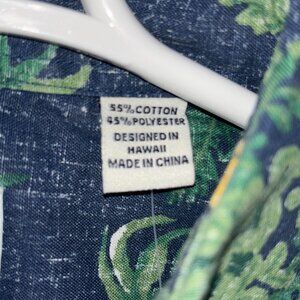 55% COTTON
45% POLYESTER
DESIGNED IN
HAWAII
MADE IN CHINA